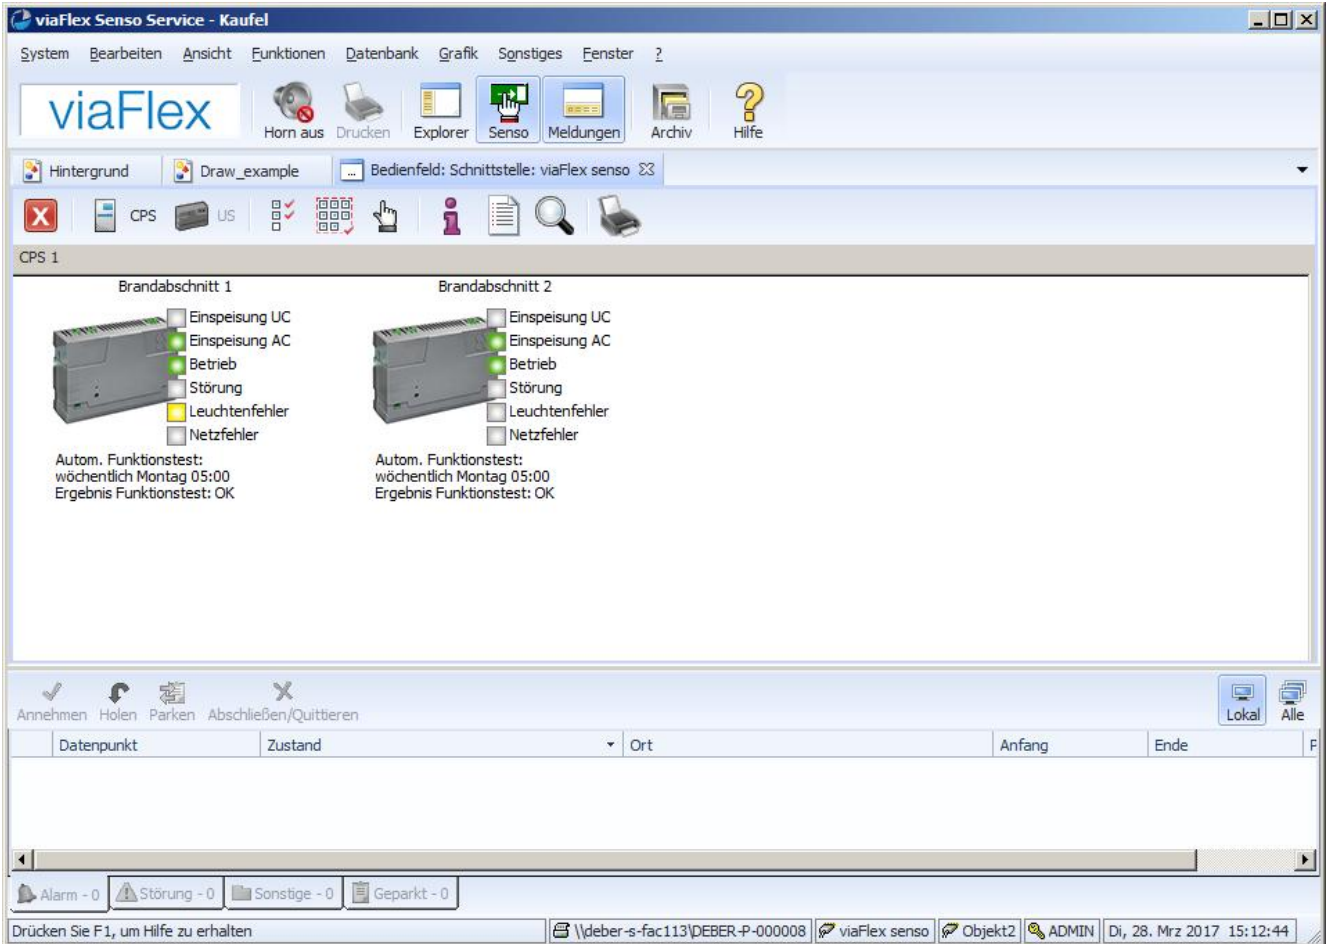 viaFlex Senso Service - Kaufel
System Bearbeiten Ansicht Funktionen Datenbank Grafik Sonstiges Fenster ?
viaFlex Horn aus Drucken Explorer Senso Meldungen Archiv Hilfe
Hintergrund Draw_example Bedienfeld: Schnittstelle: viaFlex senso
CPS US
CPS 1
Brandabschnitt 1
Einspeisung UC
Einspeisung AC
Betrieb
Störung
Leuchtenfehler
Netzfehler
Autom. Funktionstest:
wöchentlich Montag 05:00
Ergebnis Funktionstest: OK
Brandabschnitt 2
Einspeisung UC
Einspeisung AC
Betrieb
Störung
Leuchtenfehler
Netzfehler
Autom. Funktionstest:
wöchentlich Montag 05:00
Ergebnis Funktionstest: OK
Annehmen Holen Parken Abschließen/Quittieren Lokal Alle
Datenpunkt Zustand Ort Anfang Ende
Alarm - 0 Störung - 0 Sonstige - 0 Geparkt - 0
Drücken Sie F1, um Hilfe zu erhalten \\deber-s-fac113\DEBER-P-000008 viaFlex senso Objekt2 ADMIN Di, 28. Mrz 2017 15:12:44